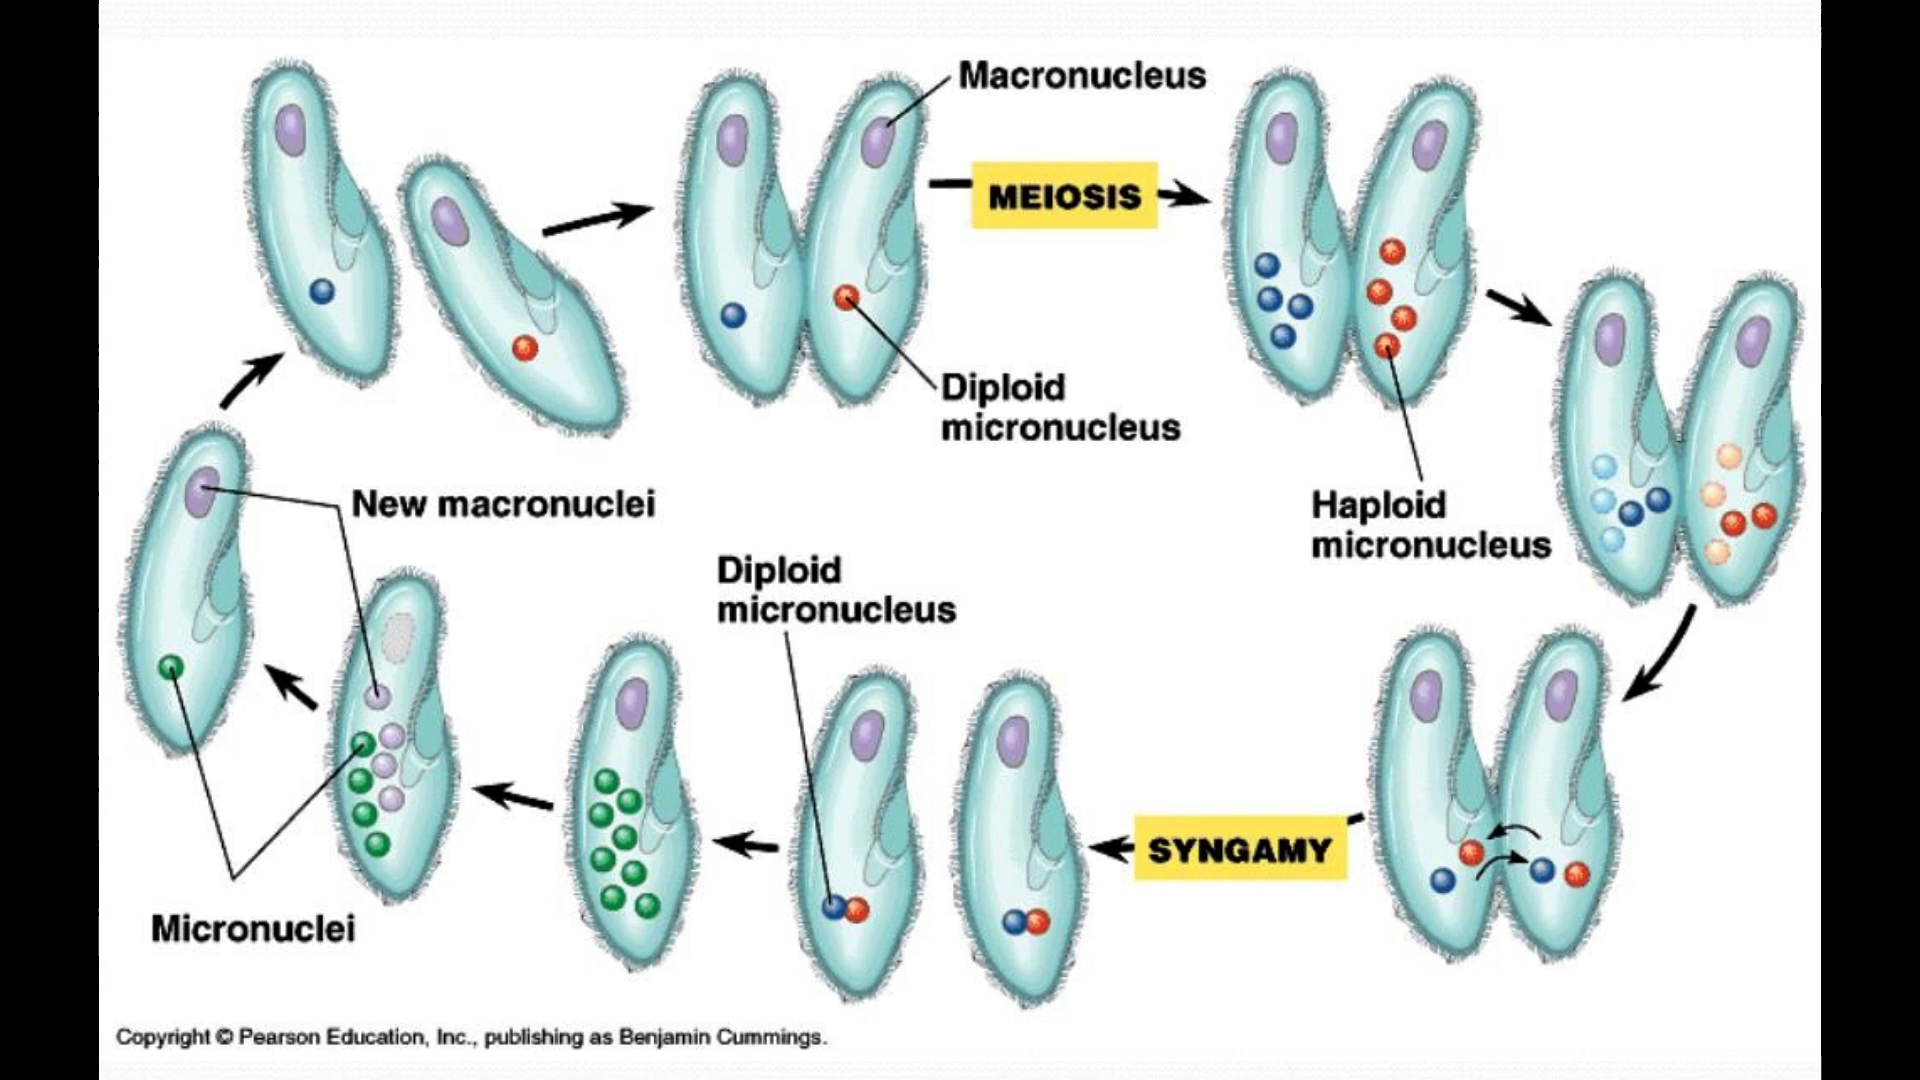 Macronucleus
MEIOSIS
Diploid
micronucleus
New macronuclei
Haploid
micronucleus
Diploid
micronucleus
SYNGAMY
Micronuclei
Copyright © Pearson Education, Inc., publishing as Benjamin Cummings.